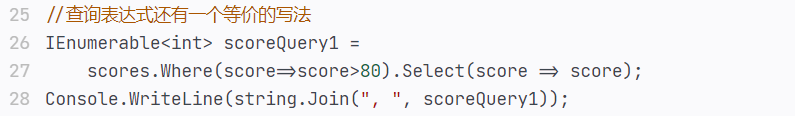 25 //查询表达式还有一个等价的写法
26 IEnumerable<int> scoreQuery1 =
27     scores.Where(score=>score>80).Select(score => score);
28 Console.WriteLine(string.Join(", ", scoreQuery1));